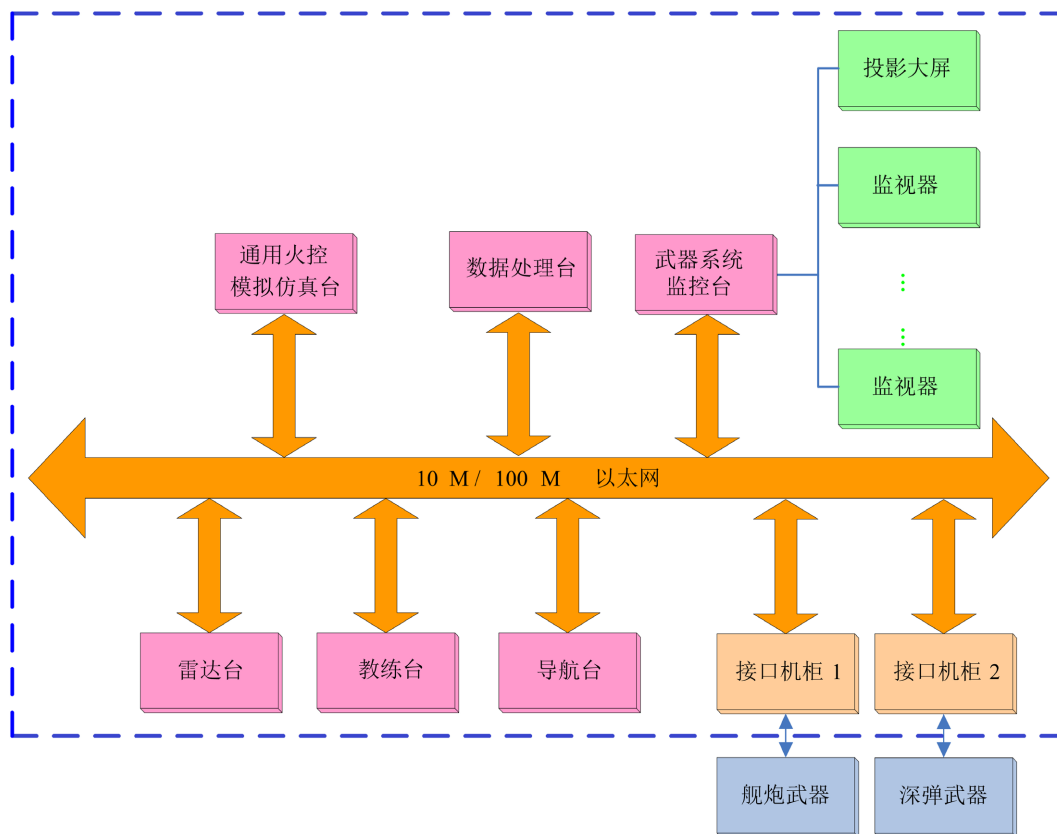 投影大屏
监视器
通用火控
模拟仿真台
数据处理台
武器系统
监控台
监视器
10 M / 100 M 以太网
雷达台
教练台
导航台
接口机柜 1
接口机柜 2
舰炮武器
深弹武器